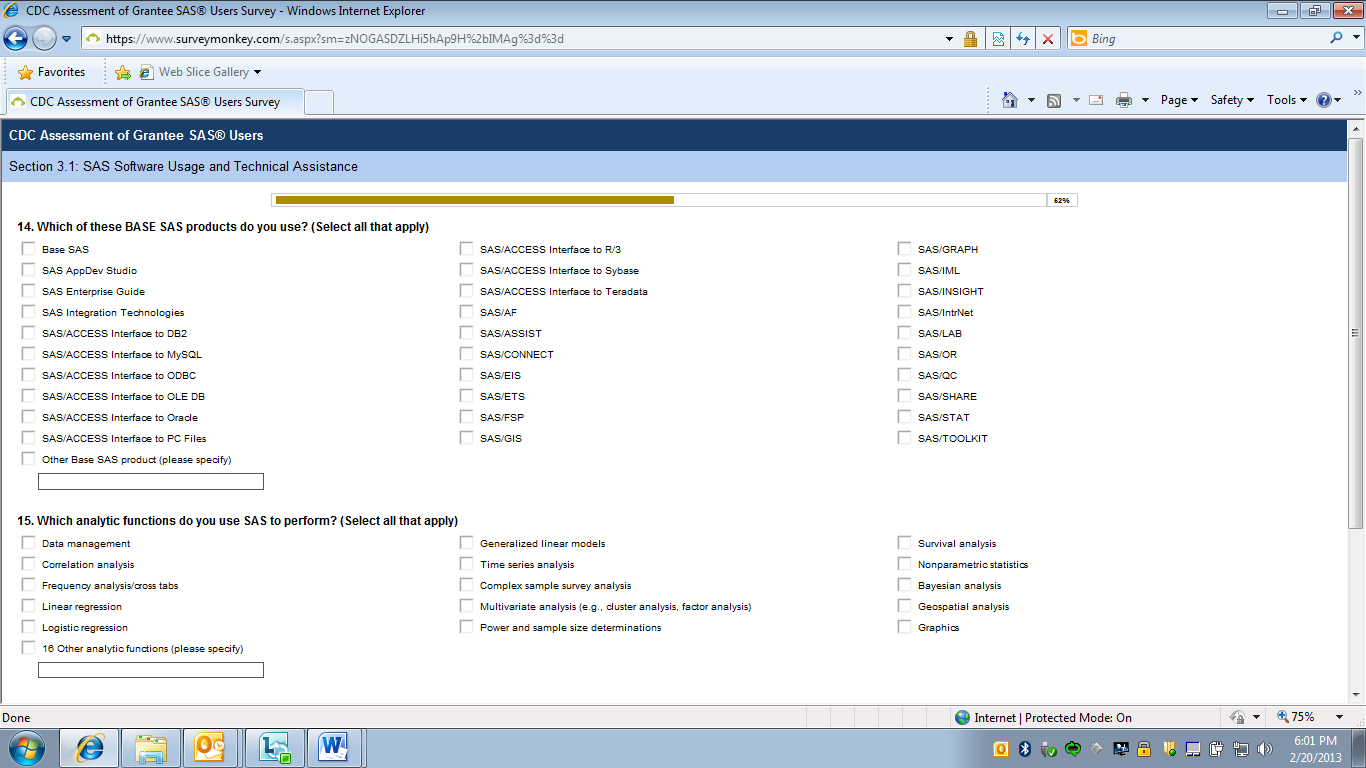 CDC Assessment of Grantee SAS® Users Survey - Windows Internet Explorer
https://www.surveymonkey.com/s.aspx?sm=zNOGASDZLHi5hAp9H%2bIMAg%3d%3d
Bing
Favorites
Web Slice Gallery
CDC Assessment of Grantee SAS® Users Survey
Page
Safety
Tools
CDC Assessment of Grantee SAS® Users
Section 3.1: SAS Software Usage and Technical Assistance
52%
14. Which of these BASE SAS products do you use? (Select all that apply)
Base SAS
SAS AppDev Studio
SAS Enterprise Guide
SAS Integration Technologies
SAS/ACCESS Interface to DB2
SAS/ACCESS Interface to MySQL
SAS/ACCESS Interface to ODBC
SAS/ACCESS Interface to OLE DB
SAS/ACCESS Interface to Oracle
SAS/ACCESS Interface to PC Files
Other Base SAS product (please specify)
SAS/ACCESS Interface to R/3
SAS/ACCESS Interface to Sybase
SAS/ACCESS Interface to Teradata
SAS/AF
SAS/ASSIST
SAS/CONNECT
SAS/EIS
SAS/ETS
SAS/FSP
SAS/GIS
SAS/GRAPH
SAS/IML
SAS/INSIGHT
SAS/IntrNet
SAS/LAB
SAS/OR
SAS/QC
SAS/SHARE
SAS/STAT
SAS/TOOLKIT
15. Which analytic functions do you use SAS to perform? (Select all that apply)
Data management
Correlation analysis
Frequency analysis/cross tabs
Linear regression
Logistic regression
16 Other analytic functions (please specify)
Generalized linear models
Time series analysis
Complex sample survey analysis
Multivariate analysis (e.g., cluster analysis, factor analysis)
Power and sample size determinations
Survival analysis
Nonparametric statistics
Bayesian analysis
Geospatial analysis
Graphics
Done
Internet | Protected Mode: On
75%
6:01 PM
2/20/2013